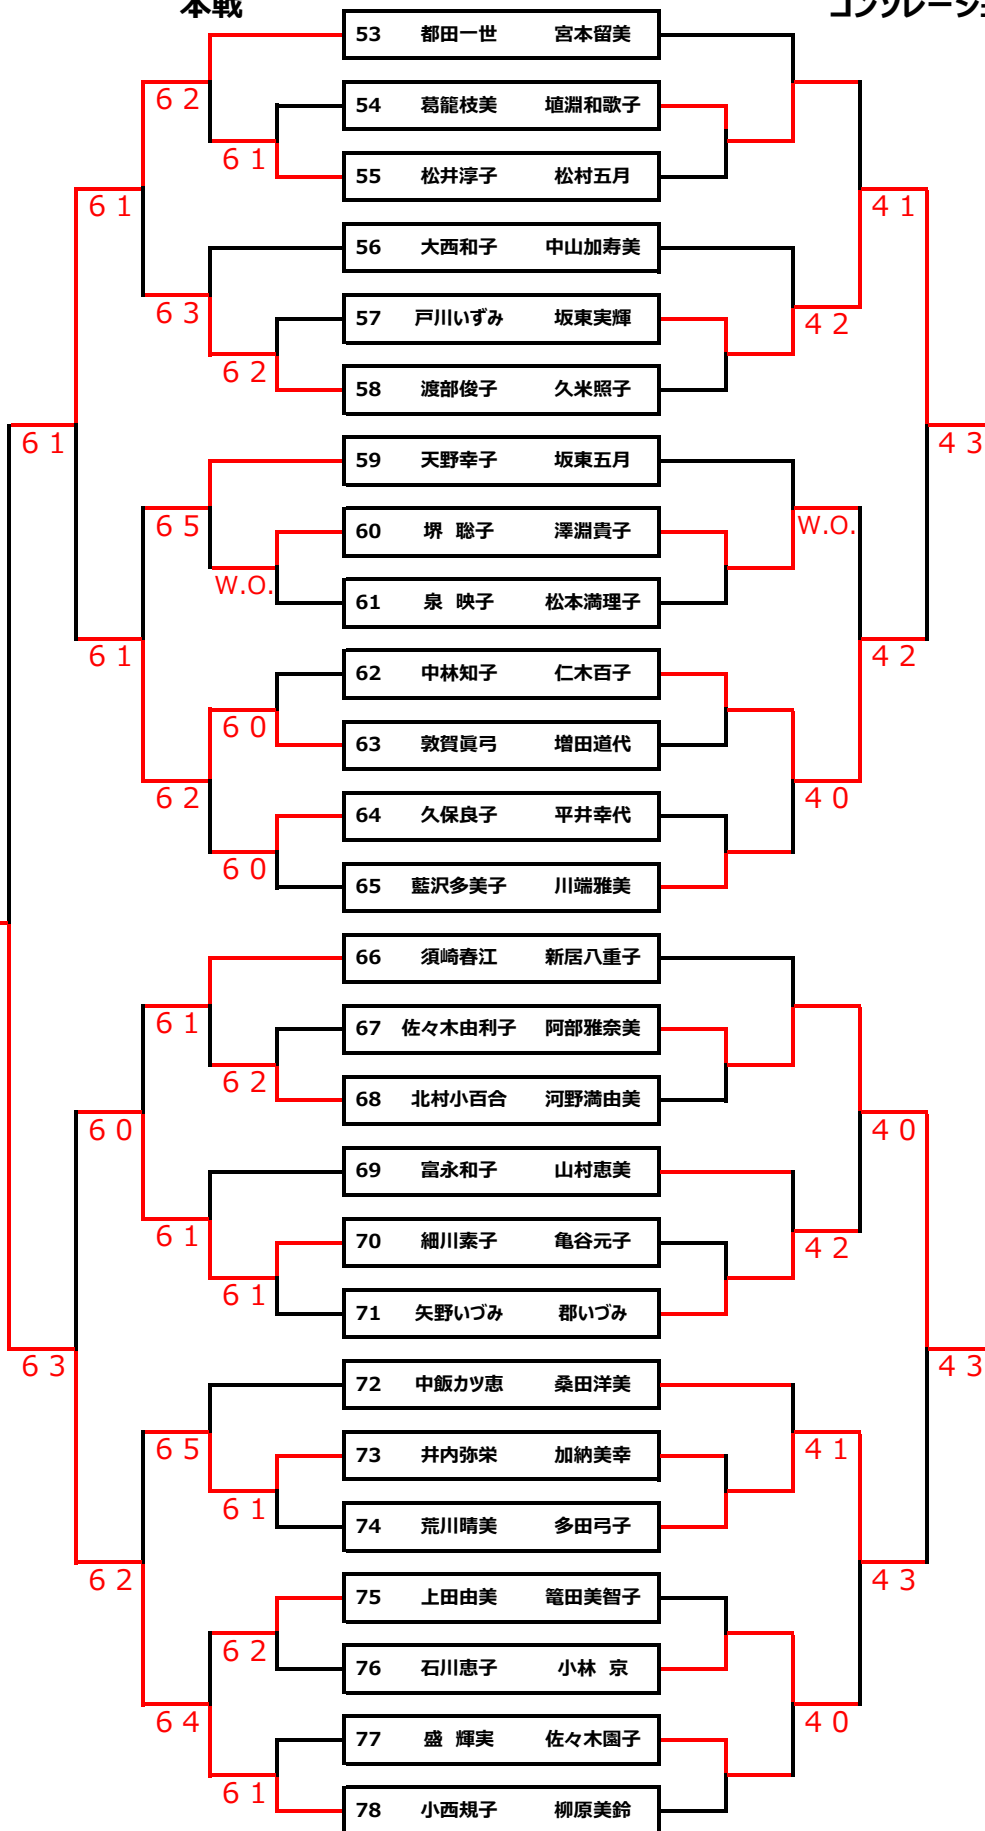 本戦 コンソレーショ
53 都田一世 宮本留美
6 2
54 葛籠枝美 埴淵和歌子
6 1
55 松井淳子 松村五月
6 1 4 1
56 大西和子 中山加寿美
6 3 4 2
57 戸川いずみ 坂東実輝
6 2
58 渡部俊子 久米照子
6 1 4 3
59 天野幸子 坂東五月
6 5 W.O.
60 堺 聡子 澤淵貴子
W.O.
61 泉 映子 松本満理子
6 1 4 2
62 中林知子 仁木百子
6 0
63 敦賀眞弓 増田道代
6 2 4 0
64 久保良子 平井幸代
6 0
65 藍沢多美子 川端雅美
66 須崎春江 新居八重子
6 1
67 佐々木由利子 阿部雅奈美
6 2
68 北村小百合 河野満由美
6 0 4 0
69 富永和子 山村恵美
6 1 4 2
70 細川素子 亀谷元子
6 1
71 矢野いづみ 郡いづみ
6 3 4 3
72 中飯カツ恵 桑田洋美
6 5 4 1
73 井内弥栄 加納美幸
6 1
74 荒川晴美 多田弓子
6 2 4 3
75 上田由美 篭田美智子
6 2
76 石川恵子 小林 京
6 4 4 0
77 盛 輝実 佐々木園子
6 1
78 小西規子 柳原美鈴